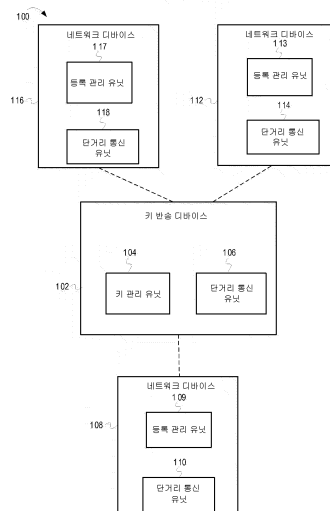 100
네트워크 디바이스
117
등록 관리 유닛
116
118
단거리 통신
유닛
네트워크 디바이스
113
등록 관리 유닛
112
114
단거리 통신
유닛
키 반송 디바이스
104
106
102
키 관리 유닛
단거리 통신
유닛
네트워크 디바이스
109
108
등록 관리 유닛
110
단거리 통신
유닛